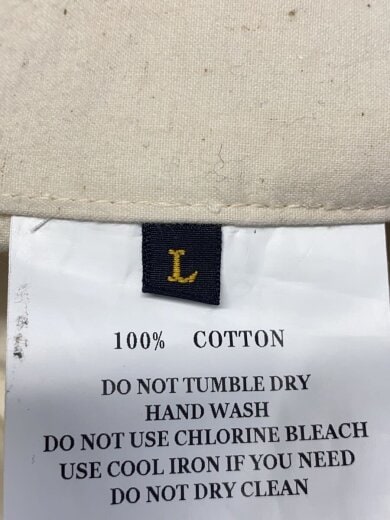 L
100% COTTON
DO NOT TUMBLE DRY
HAND WASH
DO NOT USE CHLORINE BLEACH
USE COOL IRON IF YOU NEED
DO NOT DRY CLEAN